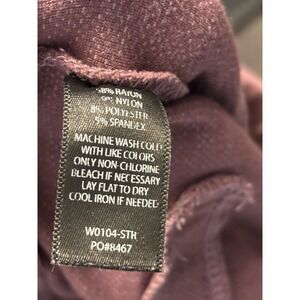 8% RAYON
NYLON
8% POLYESTER
5% SPANDEX
MACHINE WASH COLD
WITH LIKE COLORS
ONLY NON-CHLORINE
BLEACH IF NECESSARY
LAY FLAT TO DRY
COOL IRON IF NEEDED
W0104-STR
PO#8467